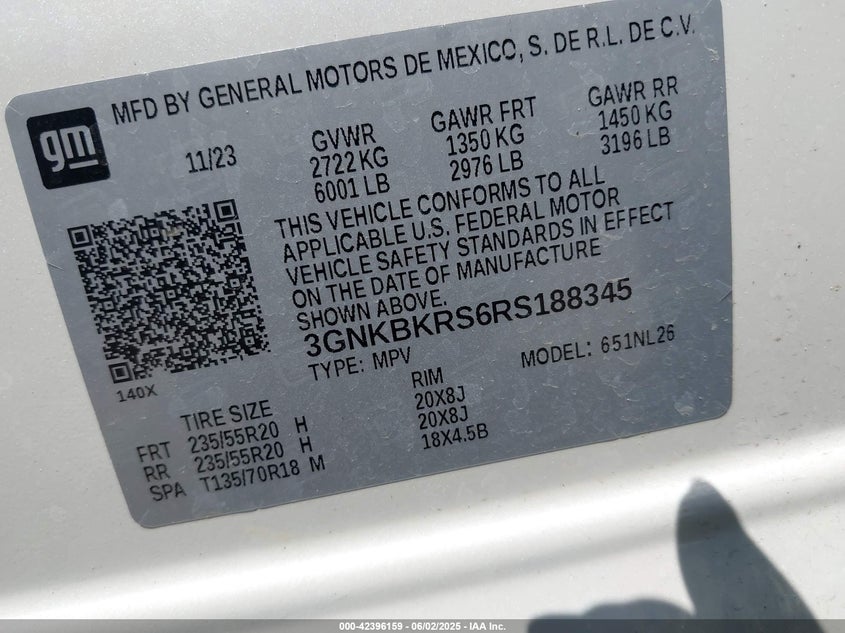 MFD BY GENERAL MOTORS DE MEXICO, S. DE R.L. DE C.V.
gm
11/23
GVWR GAWR FRT GAWR RR
2722 KG 1350 KG 1450 KG
6001 LB 2976 LB 3196 LB
THIS VEHICLE CONFORMS TO ALL
APPLICABLE U.S. FEDERAL MOTOR
VEHICLE SAFETY STANDARDS IN EFFECT
ON THE DATE OF MANUFACTURE
SHOWN ABOVE.
3GNKBKRS6RS188345
TYPE: MPV MODEL: 651NL26
140X
TIRE SIZE RIM
FRT 235/55R20 H 20X8J
RR 235/55R20 H 20X8J
SPA T135/70R18 M 18X4.5B
000-42396159 - 06/02/2025 - IAA Inc.